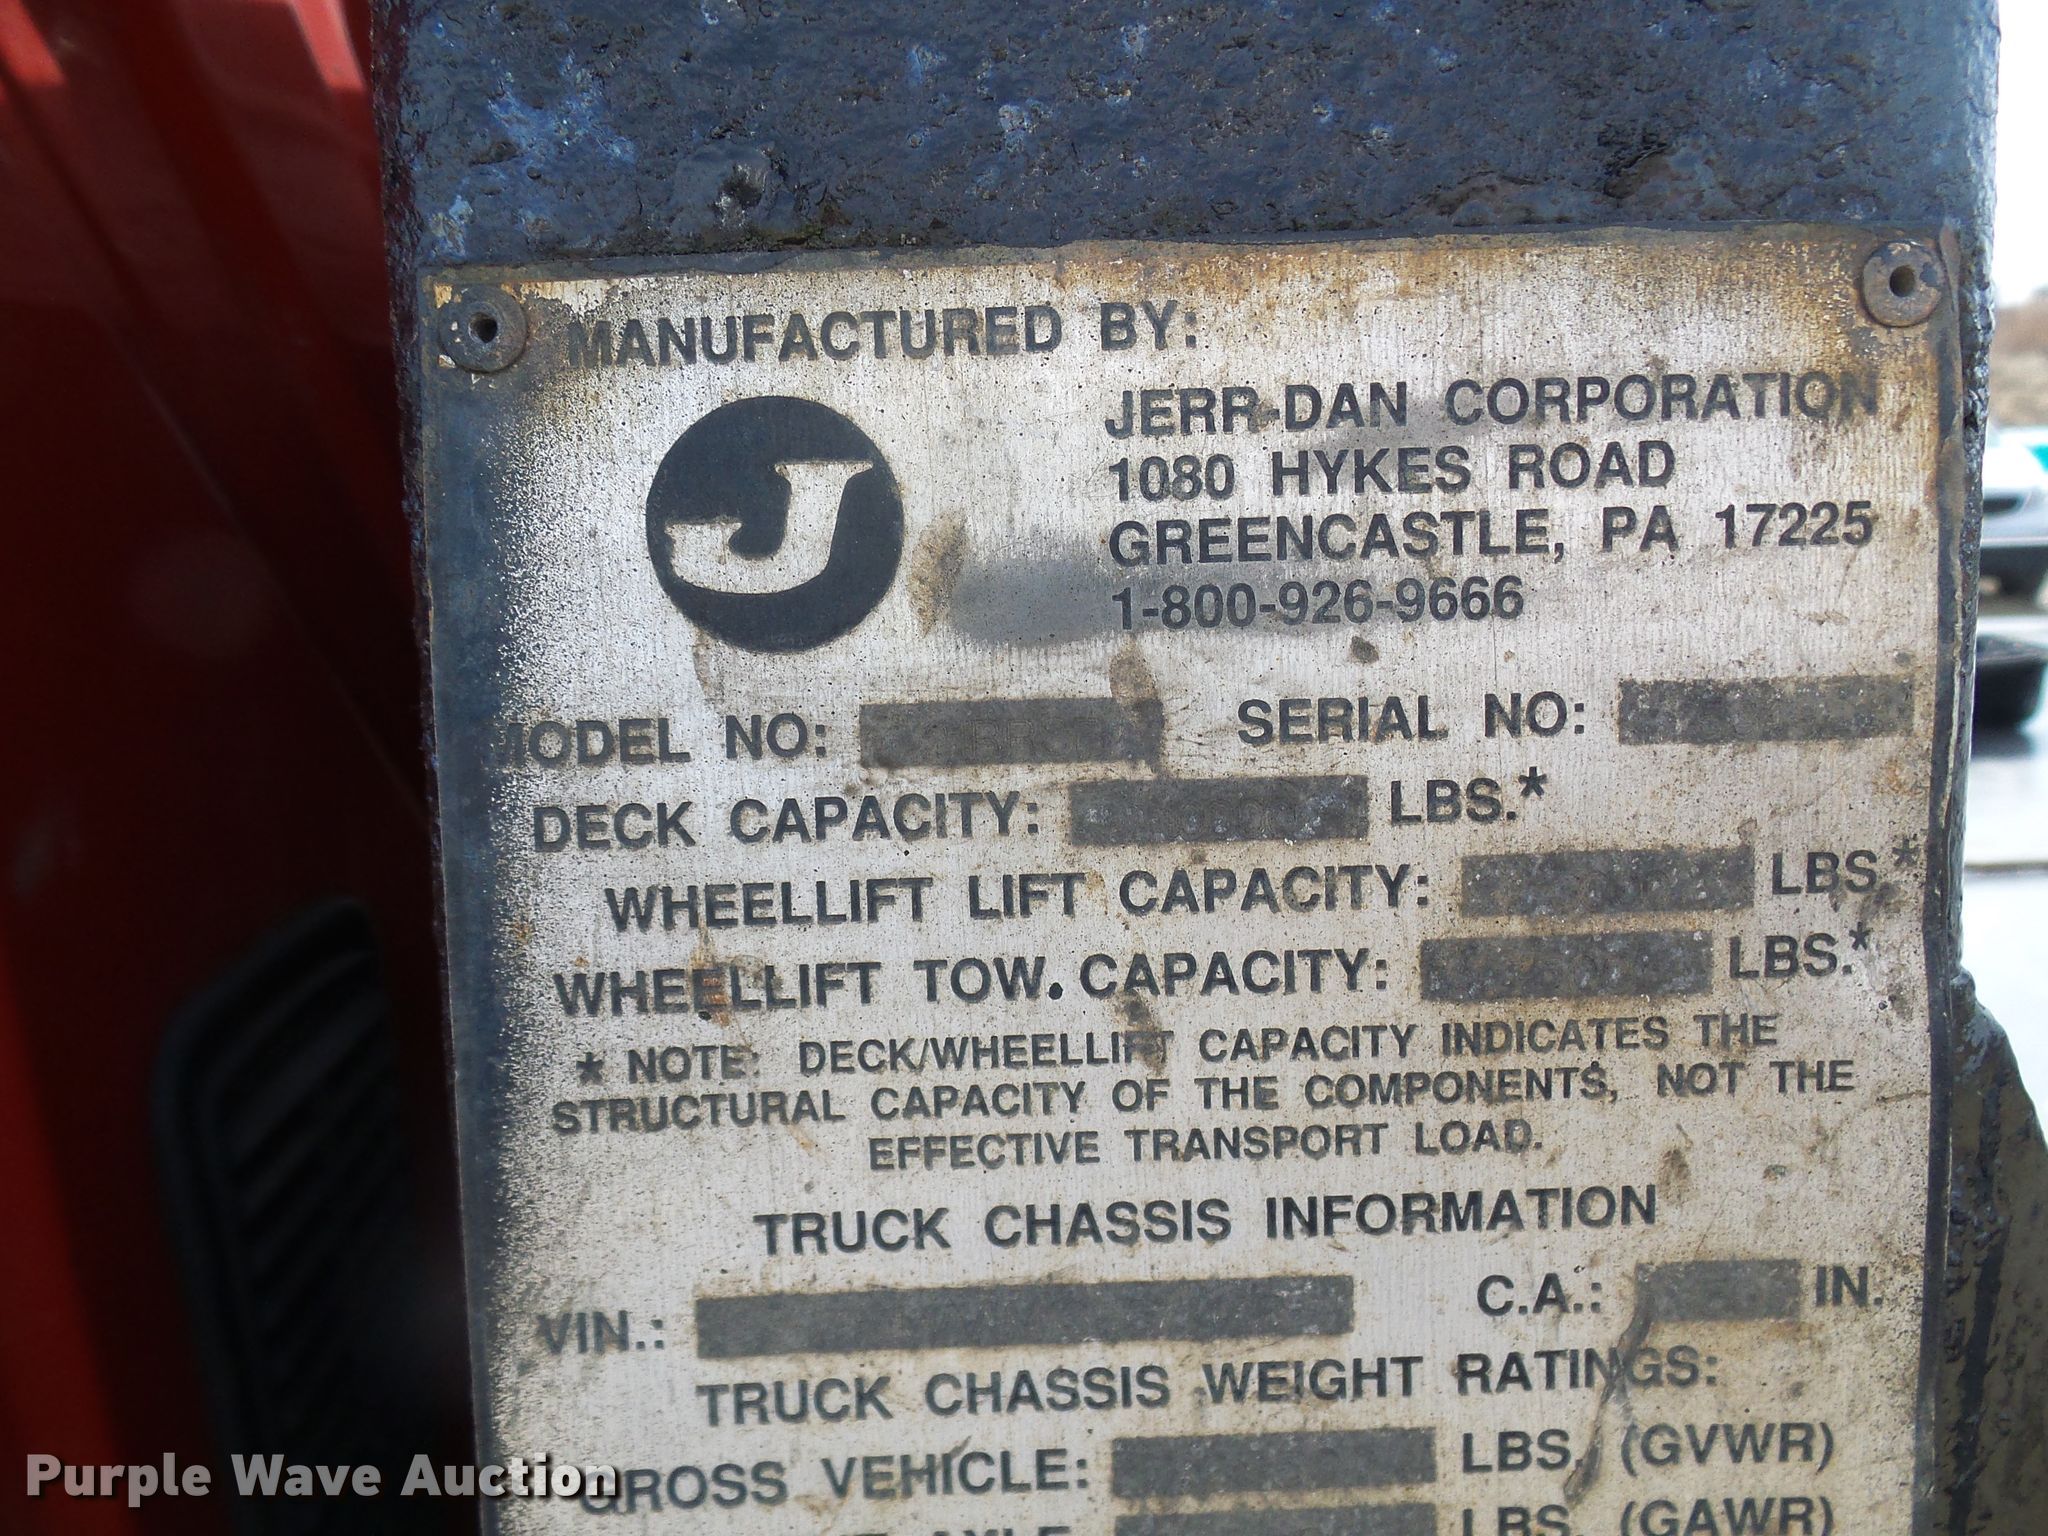 MANUFACTURED BY:
J
JERR-DAN CORPORATION
1080 HYKES ROAD
GREENCASTLE, PA 17225
1-800-926-9666
MODEL NO: SERIAL NO:
DECK CAPACITY: LBS.*
WHEELLIFT LIFT CAPACITY: LBS.*
WHEELLIFT TOW CAPACITY: LBS.*
* NOTE: DECK/WHEELLIFT CAPACITY INDICATES THE
STRUCTURAL CAPACITY OF THE COMPONENTS, NOT THE
EFFECTIVE TRANSPORT LOAD.
TRUCK CHASSIS INFORMATION
VIN.: C.A.: IN.
TRUCK CHASSIS WEIGHT RATINGS:
GROSS VEHICLE: LBS. (GVWR)
AXLE LBS. (GAWR)
Purple Wave Auction